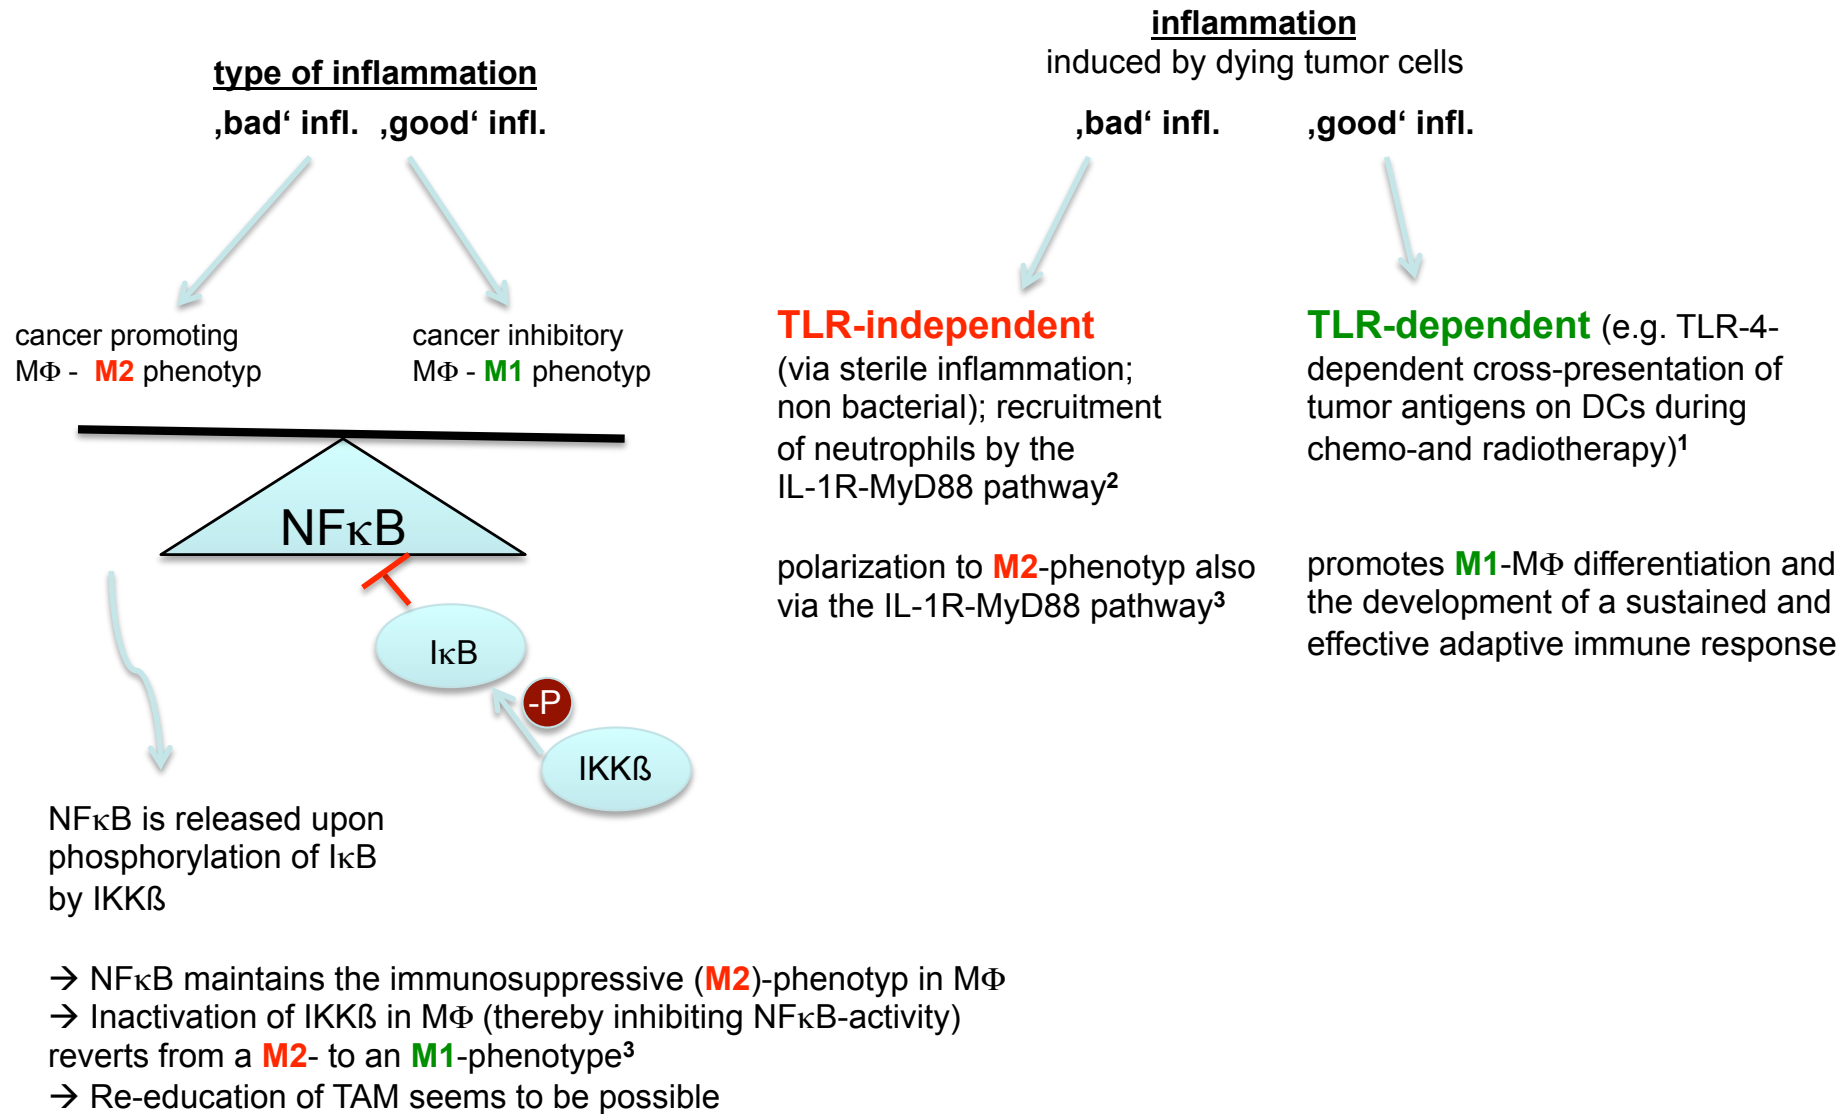 type of inflammation
‚bad‘ infl. ‚good‘ infl.
cancer promoting
MΦ - M2 phenotyp
cancer inhibitory
MΦ - M1 phenotyp
NFκB
IκB
-P
IKKß
NFκB is released upon
phosphorylation of IκB
by IKKß
→ NFκB maintains the immunosuppressive (M2)-phenotyp in MΦ
→ Inactivation of IKKß in MΦ (thereby inhibiting NFκB-activity)
reverts from a M2- to an M1-phenotype³
→ Re-education of TAM seems to be possible
inflammation
induced by dying tumor cells
‚bad‘ infl. ‚good‘ infl.
TLR-independent
(via sterile inflammation;
non bacterial); recruitment
of neutrophils by the
IL-1R-MyD88 pathway²
polarization to M2-phenotyp also
via the IL-1R-MyD88 pathway³
TLR-dependent (e.g. TLR-4-
dependent cross-presentation of
tumor antigens on DCs during
chemo-and radiotherapy)¹
promotes M1-MΦ differentiation and
the development of a sustained and
effective adaptive immune response